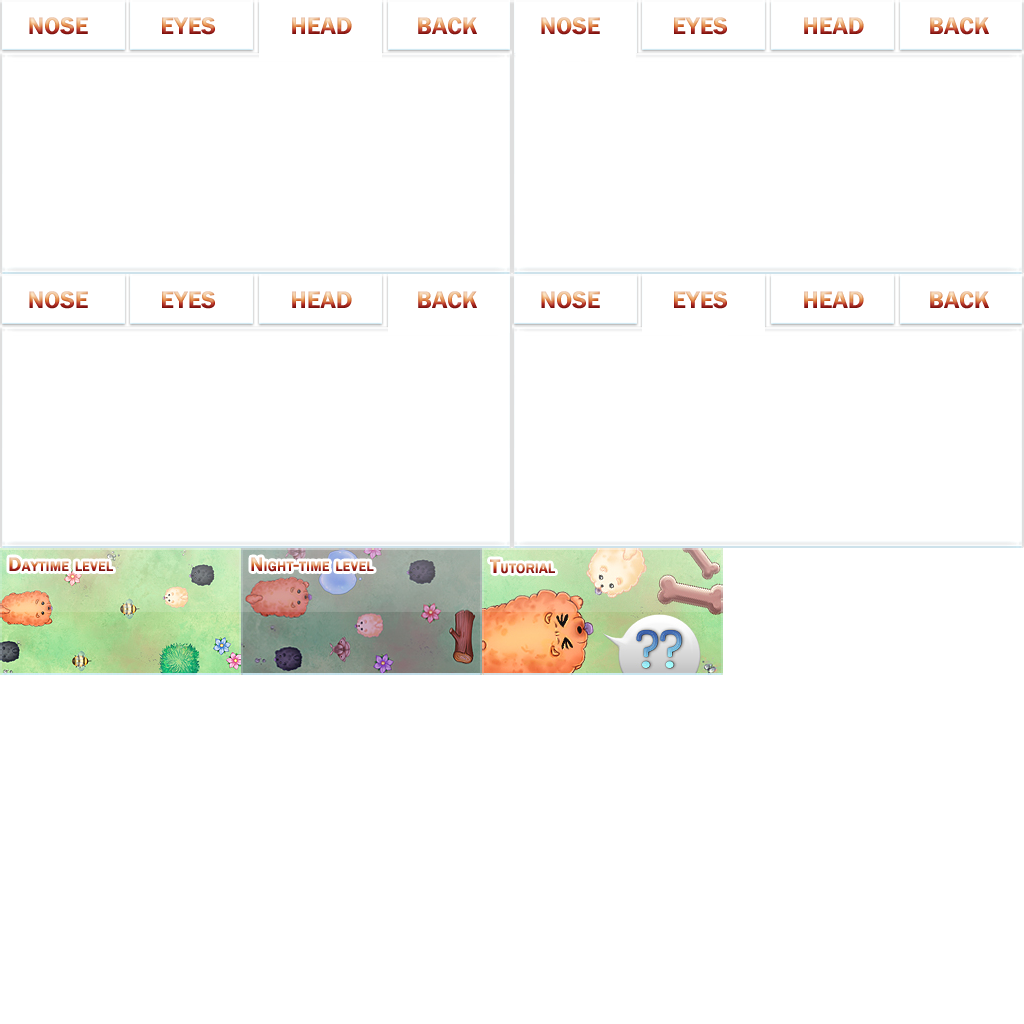 NOSE EYES HEAD BACK NOSE EYES HEAD BACK
NOSE EYES HEAD BACK NOSE EYES HEAD BACK
DAYTIME LEVEL NIGHT-TIME LEVEL TUTORIAL
??